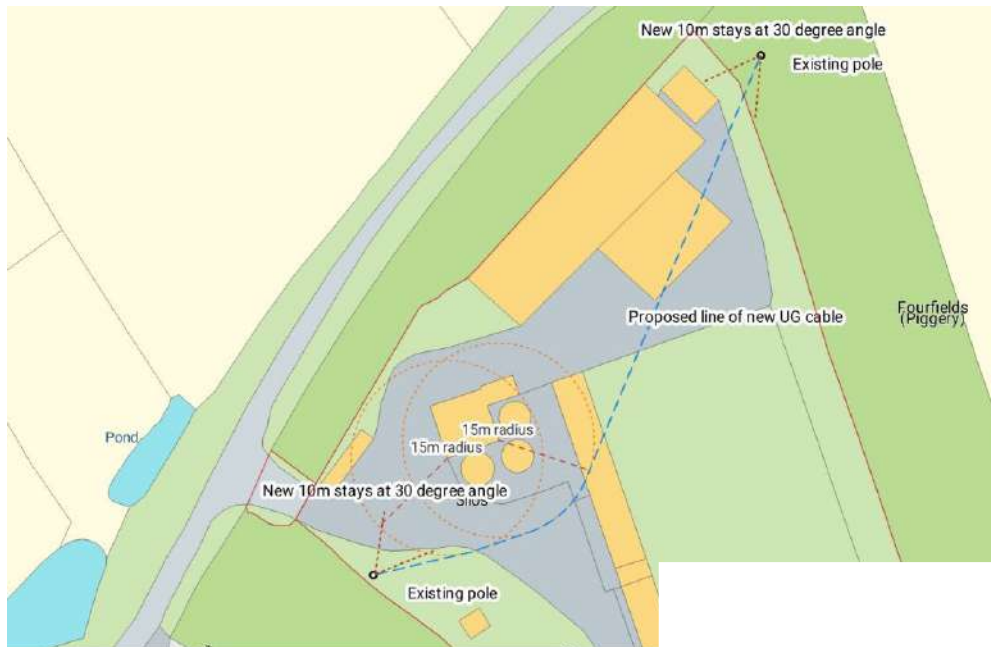 New 10m stays at 30 degree angle
Existing pole
Fourfields
(Piggery)
Proposed line of new UG cable
Pond
15m radius
15m radius
New 10m stays at 30 degree angle
Silos
Existing pole